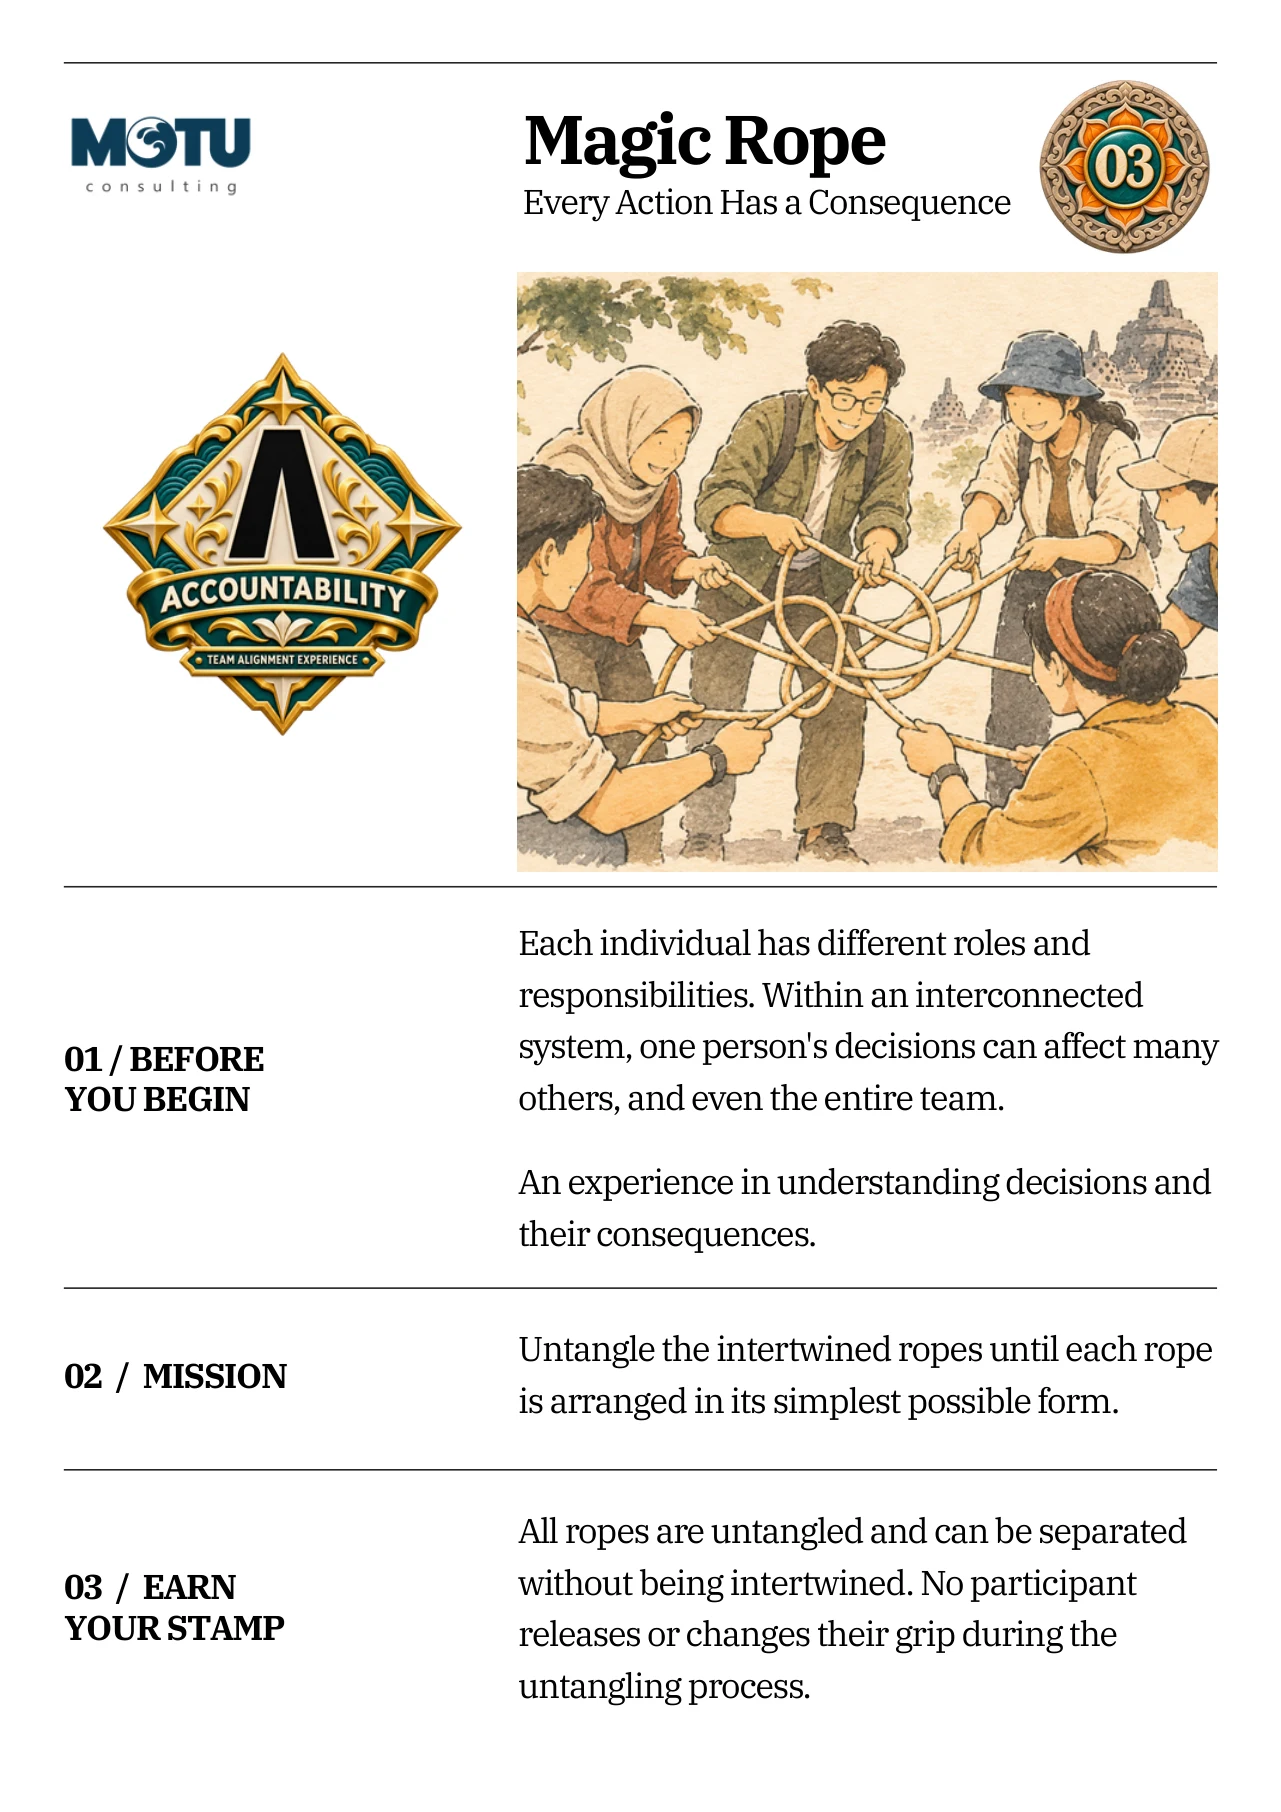 MOTU
consulting
Magic Rope
Every Action Has a Consequence
03
A
ACCOUNTABILITY
TEAM ALIGNMENT EXPERIENCE
01 / BEFORE
YOU BEGIN
Each individual has different roles and
responsibilities. Within an interconnected
system, one person's decisions can affect many
others, and even the entire team.
An experience in understanding decisions and
their consequences.
02 / MISSION
Untangle the intertwined ropes until each rope
is arranged in its simplest possible form.
03 / EARN
YOUR STAMP
All ropes are untangled and can be separated
without being intertwined. No participant
releases or changes their grip during the
untangling process.